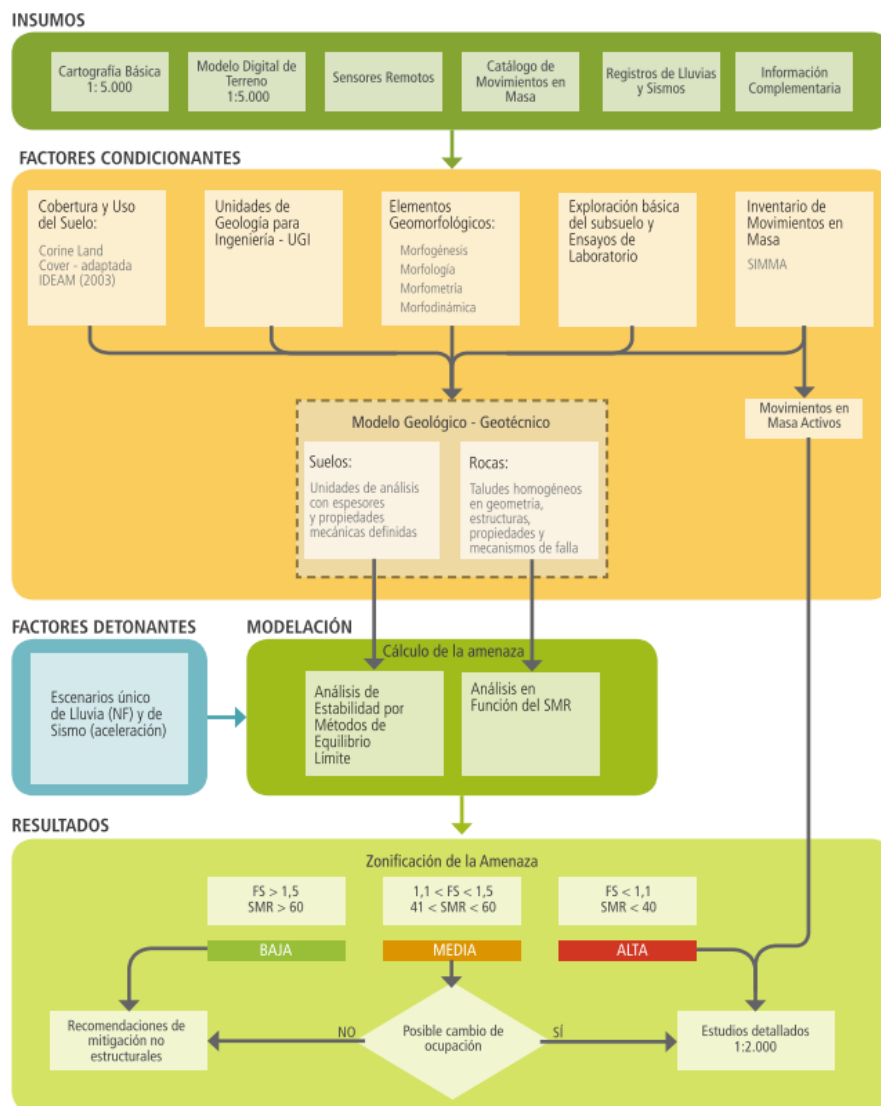 INSUMOS
Cartografía Básica
1: 5.000
Modelo Digital de
Terreno
1:5.000
Sensores Remotos
Catálogo de
Movimientos en
Masa
Registros de Lluvias
y Sismos
Información
Complementaria
FACTORES CONDICIONANTES
Cobertura y Uso
del Suelo:
Corine Land
Cover - adaptada
IDEAM (2003)
Unidades de
Geología para
Ingeniería - UGI
Elementos
Geomorfológicos:
Morfogénesis
Morfología
Morfometría
Morfodinámica
Exploración básica
del subsuelo y
Ensayos de
Laboratorio
Inventario de
Movimientos en
Masa
SIMMA
Modelo Geológico - Geotécnico
Suelos:
Unidades de análisis
con espesores
y propiedades
mecánicas definidas
Rocas:
Taludes homogéneos
en geometría,
estructuras,
propiedades y
mecanismos de falla
Movimientos en
Masa Activos
FACTORES DETONANTES
Escenarios único
de Lluvia (NF) y de
Sismo (aceleración)
MODELACIÓN
Cálculo de la amenaza
Análisis de
Estabilidad por
Métodos de
Equilibrio
Límite
Análisis en
Función del SMR
RESULTADOS
Zonificación de la Amenaza
FS > 1,5
SMR > 60
BAJA
1,1 < FS < 1,5
41 < SMR < 60
MEDIA
FS < 1,1
SMR < 40
ALTA
Recomendaciones de
mitigación no
estructurales
NO
Posible cambio de
ocupación
SÍ
Estudios detallados
1:2.000